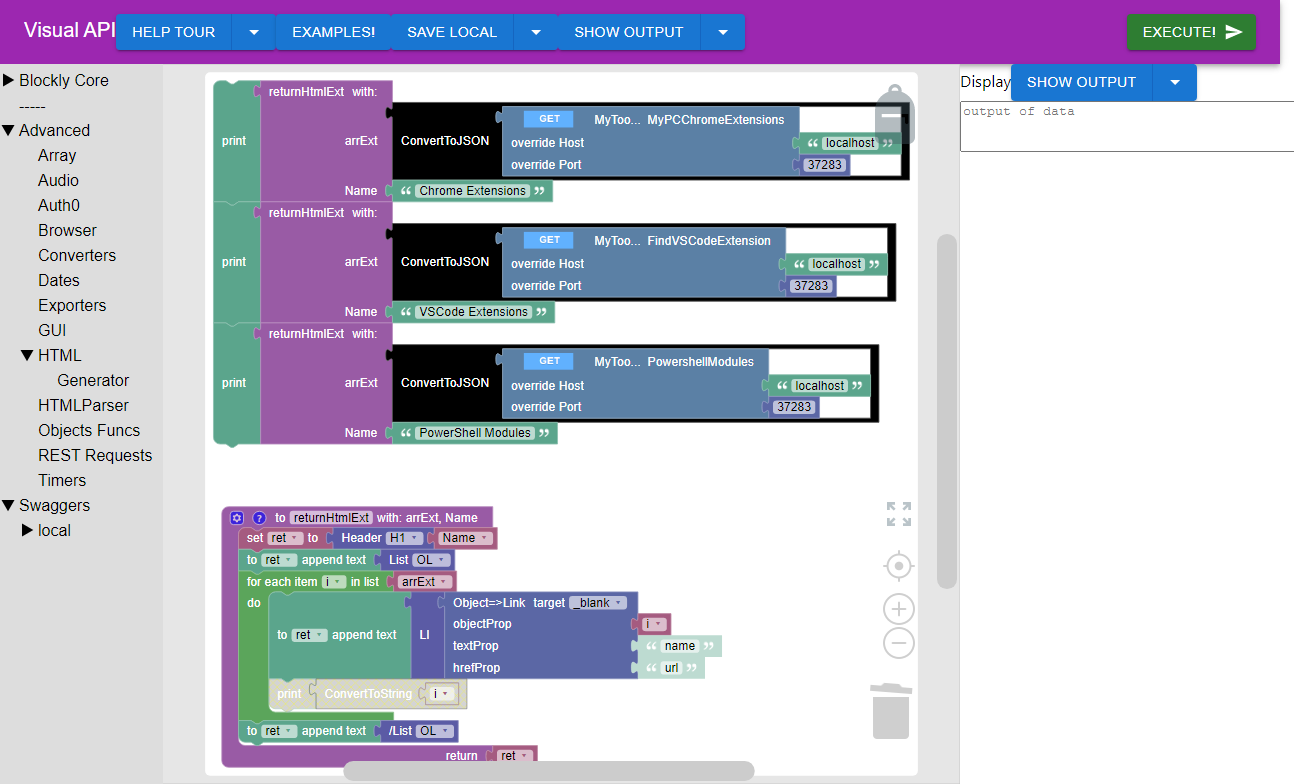 Visual API
HELP TOUR
EXAMPLES!
SAVE LOCAL
SHOW OUTPUT
EXECUTE!
Blockly Core
-----
Advanced
Array
Audio
Auth0
Browser
Converters
Dates
Exporters
GUI
HTML
Generator
HTMLParser
Objects Funcs
REST Requests
Timers
Swaggers
local
print
returnHtmlExt with:
arrExt
ConvertToJSON
GET MyToo... MyPCChromeExtensions
override Host “ localhost ”
override Port 37283
Name “ Chrome Extensions ”
print
returnHtmlExt with:
arrExt
ConvertToJSON
GET MyToo... FindVSCodeExtension
override Host “ localhost ”
override Port 37283
Name “ VSCode Extensions ”
print
returnHtmlExt with:
arrExt
ConvertToJSON
GET MyToo... PowershellModules
override Host “ localhost ”
override Port 37283
Name “ PowerShell Modules ”
? to returnHtmlExt with: arrExt, Name
set ret to Header H1 Name
to ret append text List OL
for each item i in list arrExt
do
to ret append text LI
Object=>Link target _blank
objectProp i
textProp “ name ”
hrefProp “ url ”
print ConvertToString i
to ret append text /List OL
return ret
Display SHOW OUTPUT
output of data